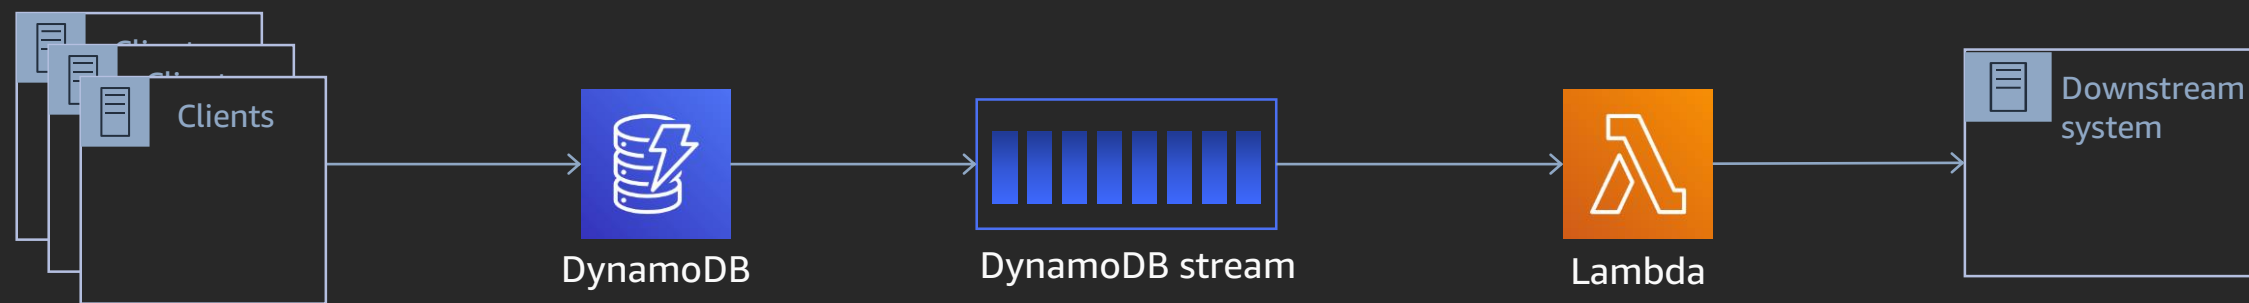 Clients
DynamoDB
DynamoDB stream
Lambda
Downstream
system